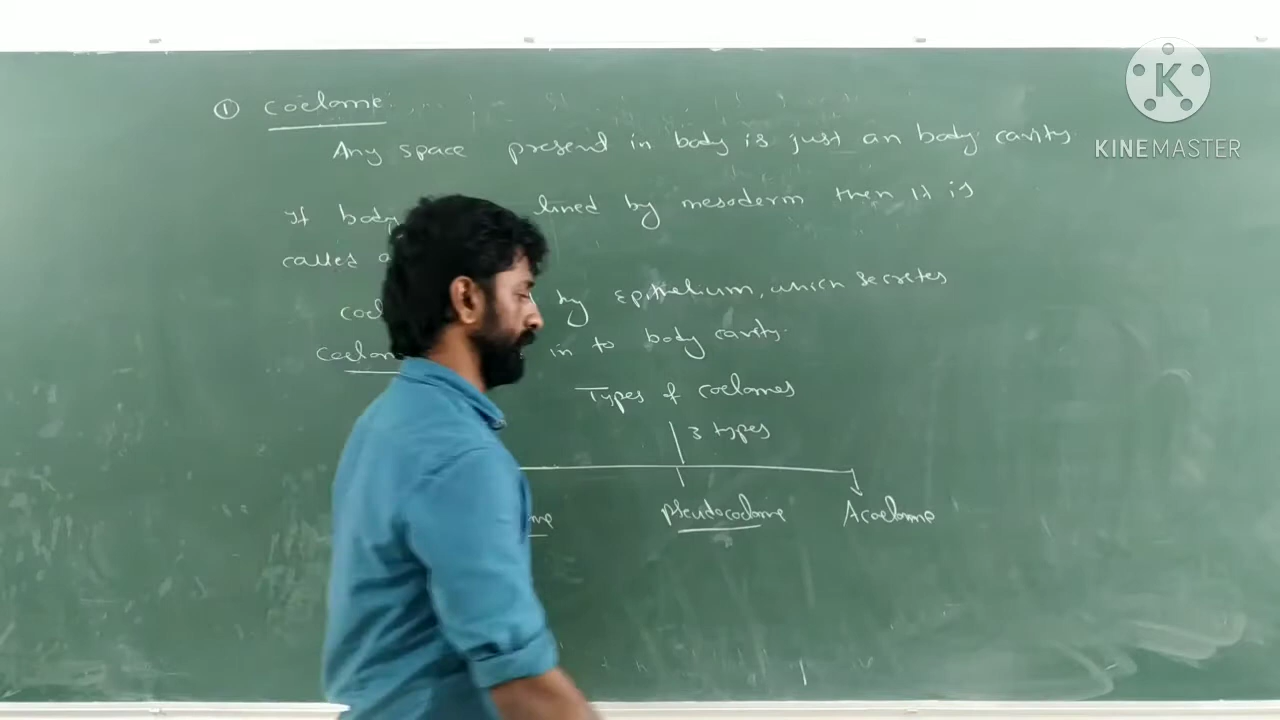 ① Coelome
Any space present in body is just an body cavity
If body lined by mesoderm then it is
called a
by Epithelium, which secretes
in to body cavity.
Types of coelomes
3 types
Pseudocoelome Acoelome
K
KINEMASTER